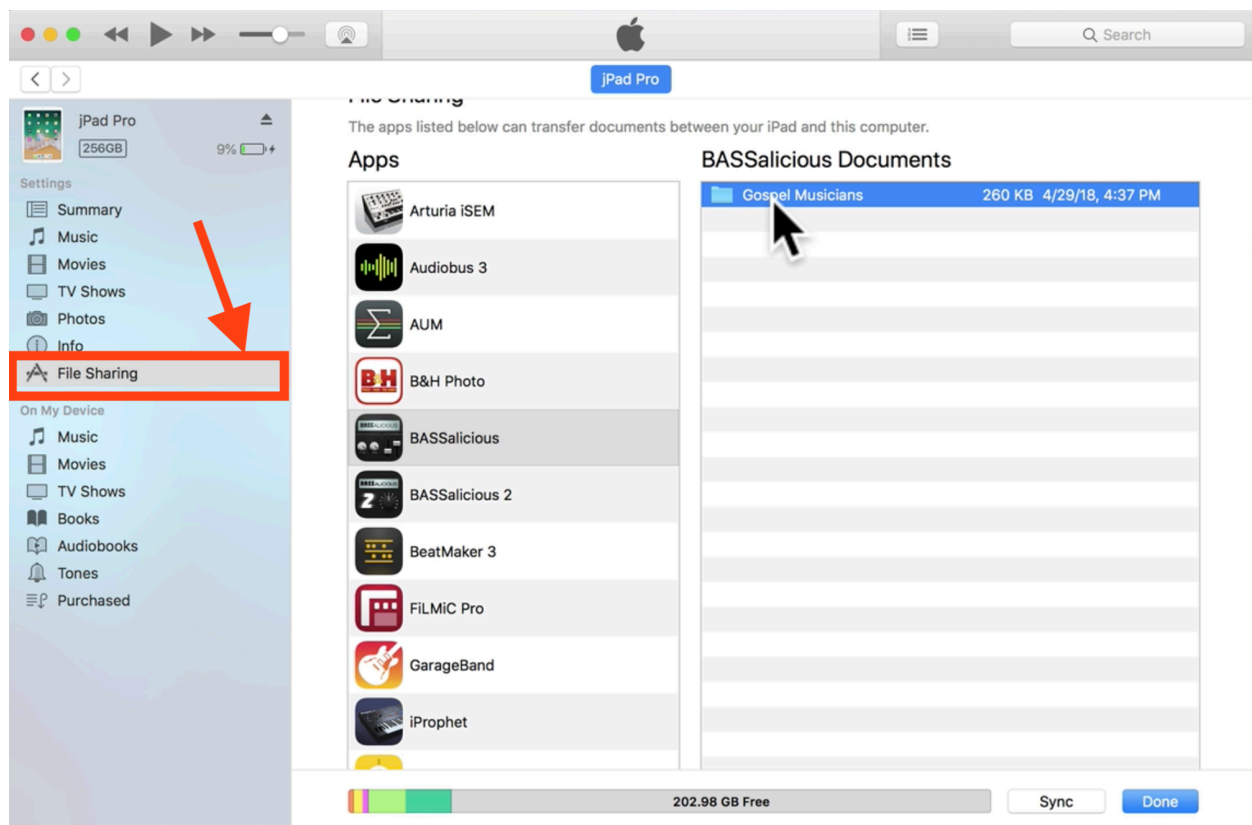 Search
jPad Pro
jPad Pro
256GB
9%
Settings
Summary
Music
Movies
TV Shows
Photos
Info
File Sharing
On My Device
Music
Movies
TV Shows
Books
Audiobooks
Tones
Purchased
File Sharing
The apps listed below can transfer documents between your iPad and this computer.
Apps
Arturia iSEM
Audiobus 3
AUM
B&H Photo
BASSalicious
BASSalicious 2
BeatMaker 3
FiLMiC Pro
GarageBand
iProphet
BASSalicious Documents
Gospel Musicians 260 KB 4/29/18, 4:37 PM
202.98 GB Free
Sync
Done